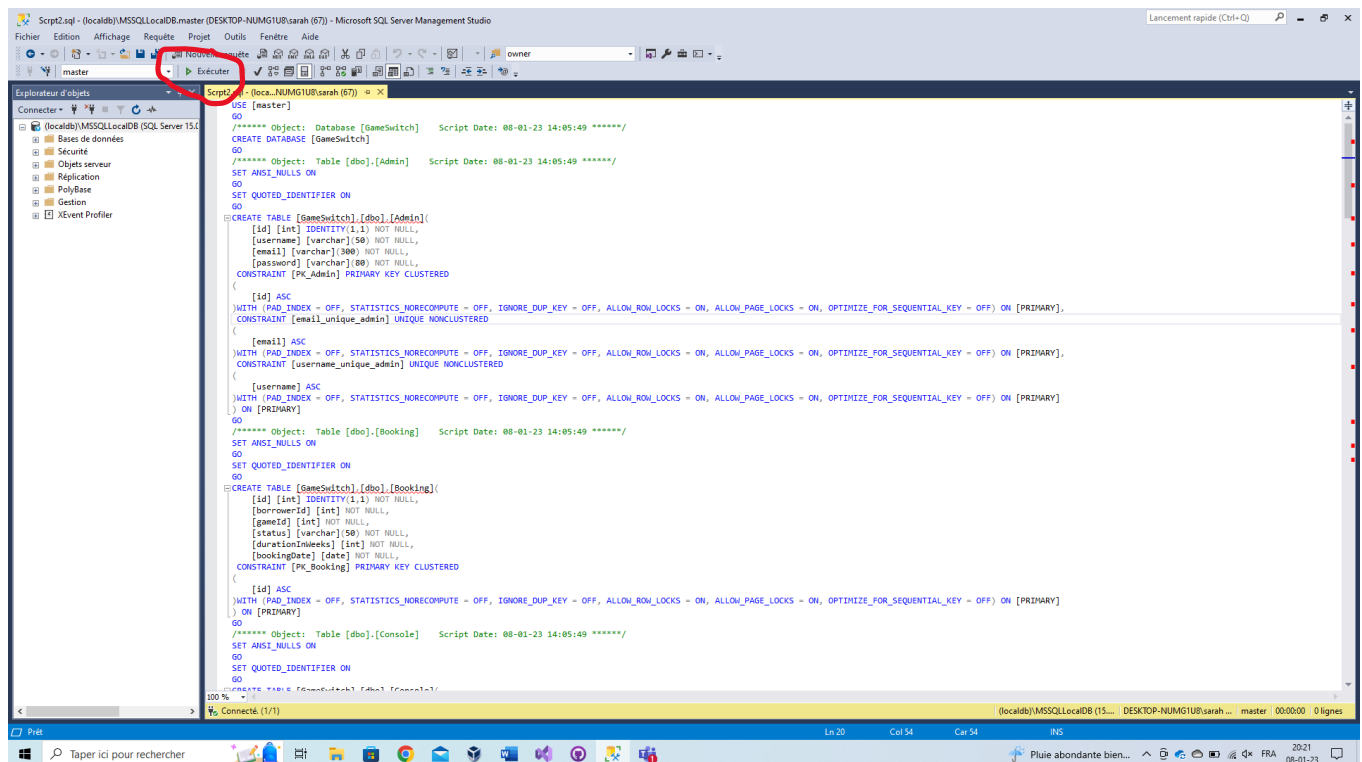 Scrpt2.sql - (localdb)\MSSQLLocalDB.master (DESKTOP-NUMG1U8\sarah (67)) - Microsoft SQL Server Management Studio
Lancement rapide (Ctrl+Q)
Fichier Edition Affichage Requête Projet Outils Fenêtre Aide
Nouvelle requête
owner
master
Exécuter
Explorateur d'objets
Scrpt2.sql - (loca...NUMG1U8\sarah (67))
Connecter
(localdb)\MSSQLLocalDB (SQL Server 15.0
Bases de données
Sécurité
Objets serveur
Réplication
PolyBase
Gestion
XEvent Profiler
USE [master]
GO
/****** Object: Database [GameSwitch] Script Date: 08-01-23 14:05:49 ******/
CREATE DATABASE [GameSwitch]
GO
/****** Object: Table [dbo].[Admin] Script Date: 08-01-23 14:05:49 ******/
SET ANSI_NULLS ON
GO
SET QUOTED_IDENTIFIER ON
GO
CREATE TABLE [GameSwitch].[dbo].[Admin](
[id] [int] IDENTITY(1,1) NOT NULL,
[username] [varchar](50) NOT NULL,
[email] [varchar](300) NOT NULL,
[password] [varchar](80) NOT NULL,
CONSTRAINT [PK_Admin] PRIMARY KEY CLUSTERED
(
[id] ASC
)WITH (PAD_INDEX = OFF, STATISTICS_NORECOMPUTE = OFF, IGNORE_DUP_KEY = OFF, ALLOW_ROW_LOCKS = ON, ALLOW_PAGE_LOCKS = ON, OPTIMIZE_FOR_SEQUENTIAL_KEY = OFF) ON [PRIMARY],
CONSTRAINT [email_unique_admin] UNIQUE NONCLUSTERED
(
[email] ASC
)WITH (PAD_INDEX = OFF, STATISTICS_NORECOMPUTE = OFF, IGNORE_DUP_KEY = OFF, ALLOW_ROW_LOCKS = ON, ALLOW_PAGE_LOCKS = ON, OPTIMIZE_FOR_SEQUENTIAL_KEY = OFF) ON [PRIMARY],
CONSTRAINT [username_unique_admin] UNIQUE NONCLUSTERED
(
[username] ASC
)WITH (PAD_INDEX = OFF, STATISTICS_NORECOMPUTE = OFF, IGNORE_DUP_KEY = OFF, ALLOW_ROW_LOCKS = ON, ALLOW_PAGE_LOCKS = ON, OPTIMIZE_FOR_SEQUENTIAL_KEY = OFF) ON [PRIMARY]
) ON [PRIMARY]
GO
/****** Object: Table [dbo].[Booking] Script Date: 08-01-23 14:05:49 ******/
SET ANSI_NULLS ON
GO
SET QUOTED_IDENTIFIER ON
GO
CREATE TABLE [GameSwitch].[dbo].[Booking](
[id] [int] IDENTITY(1,1) NOT NULL,
[borrowerId] [int] NOT NULL,
[gameId] [int] NOT NULL,
[status] [varchar](50) NOT NULL,
[durationInWeeks] [int] NOT NULL,
[bookingDate] [date] NOT NULL,
CONSTRAINT [PK_Booking] PRIMARY KEY CLUSTERED
(
[id] ASC
)WITH (PAD_INDEX = OFF, STATISTICS_NORECOMPUTE = OFF, IGNORE_DUP_KEY = OFF, ALLOW_ROW_LOCKS = ON, ALLOW_PAGE_LOCKS = ON, OPTIMIZE_FOR_SEQUENTIAL_KEY = OFF) ON [PRIMARY]
) ON [PRIMARY]
GO
/****** Object: Table [dbo].[Console] Script Date: 08-01-23 14:05:49 ******/
SET ANSI_NULLS ON
GO
SET QUOTED_IDENTIFIER ON
GO
CREATE TABLE [GameSwitch].[dbo].[Console](
100 %
Connecté. (1/1)
(localdb)\MSSQLLocalDB (15.... DESKTOP-NUMG1U8\sarah ... master 00:00:00 0 lignes
Prêt
Ln 20 Col 54 Car 54 INS
Taper ici pour rechercher
Pluie abondante bien...
FRA
20:21
08-01-23